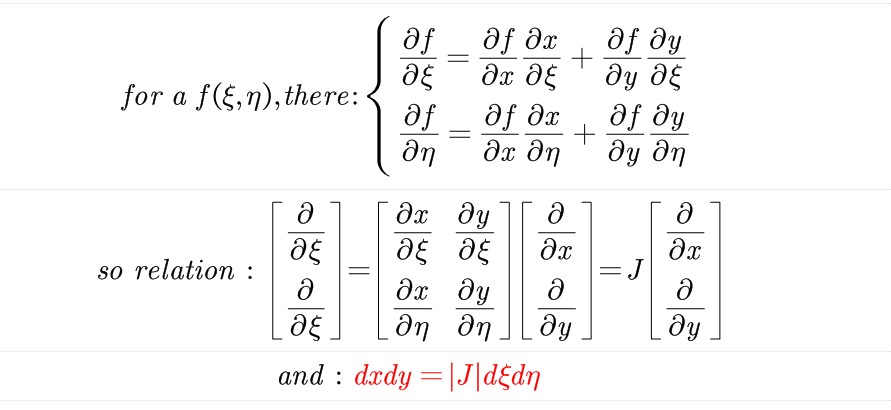 for a f(ξ,η),there: { ∂f/∂ξ = ∂f/∂x ∂x/∂ξ + ∂f/∂y ∂y/∂ξ
∂f/∂η = ∂f/∂x ∂x/∂η + ∂f/∂y ∂y/∂η
so relation : [ ∂/∂ξ ; ∂/∂ξ ] = [ ∂x/∂ξ ∂y/∂ξ ; ∂x/∂η ∂y/∂η ] [ ∂/∂x ; ∂/∂y ] = J [ ∂/∂x ; ∂/∂y ]
and : dxdy = |J|dξdη